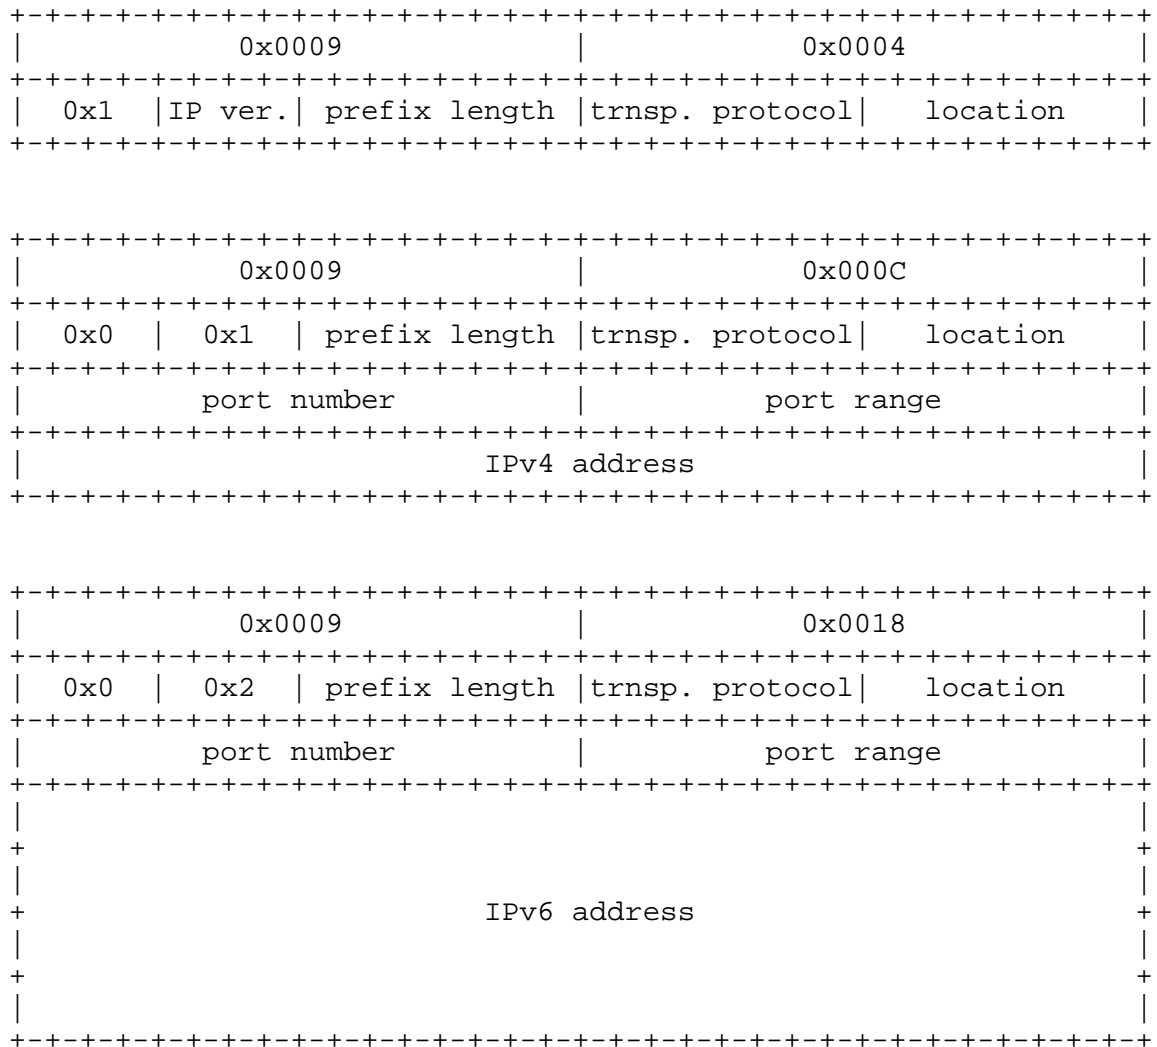 +-+-+-+-+-+-+-+-+-+-+-+-+-+-+-+-+-+-+-+-+-+-+-+-+-+-+-+-+-+-+-+-+
|            0x0009             |            0x0004             |
+-+-+-+-+-+-+-+-+-+-+-+-+-+-+-+-+-+-+-+-+-+-+-+-+-+-+-+-+-+-+-+-+
|  0x1  |IP ver.| prefix length |trnsp. protocol|   location    |
+-+-+-+-+-+-+-+-+-+-+-+-+-+-+-+-+-+-+-+-+-+-+-+-+-+-+-+-+-+-+-+-+

+-+-+-+-+-+-+-+-+-+-+-+-+-+-+-+-+-+-+-+-+-+-+-+-+-+-+-+-+-+-+-+-+
|            0x0009             |            0x000C             |
+-+-+-+-+-+-+-+-+-+-+-+-+-+-+-+-+-+-+-+-+-+-+-+-+-+-+-+-+-+-+-+-+
|  0x0  |  0x1  | prefix length |trnsp. protocol|   location    |
+-+-+-+-+-+-+-+-+-+-+-+-+-+-+-+-+-+-+-+-+-+-+-+-+-+-+-+-+-+-+-+-+
|          port number          |          port range           |
+-+-+-+-+-+-+-+-+-+-+-+-+-+-+-+-+-+-+-+-+-+-+-+-+-+-+-+-+-+-+-+-+
|                          IPv4 address                         |
+-+-+-+-+-+-+-+-+-+-+-+-+-+-+-+-+-+-+-+-+-+-+-+-+-+-+-+-+-+-+-+-+

+-+-+-+-+-+-+-+-+-+-+-+-+-+-+-+-+-+-+-+-+-+-+-+-+-+-+-+-+-+-+-+-+
|            0x0009             |            0x0018             |
+-+-+-+-+-+-+-+-+-+-+-+-+-+-+-+-+-+-+-+-+-+-+-+-+-+-+-+-+-+-+-+-+
|  0x0  |  0x2  | prefix length |trnsp. protocol|   location    |
+-+-+-+-+-+-+-+-+-+-+-+-+-+-+-+-+-+-+-+-+-+-+-+-+-+-+-+-+-+-+-+-+
|          port number          |          port range           |
+-+-+-+-+-+-+-+-+-+-+-+-+-+-+-+-+-+-+-+-+-+-+-+-+-+-+-+-+-+-+-+-+
|                                                               |
+                                                               +
|                                                               |
+                          IPv6 address                         +
|                                                               |
+                                                               +
|                                                               |
+-+-+-+-+-+-+-+-+-+-+-+-+-+-+-+-+-+-+-+-+-+-+-+-+-+-+-+-+-+-+-+-+